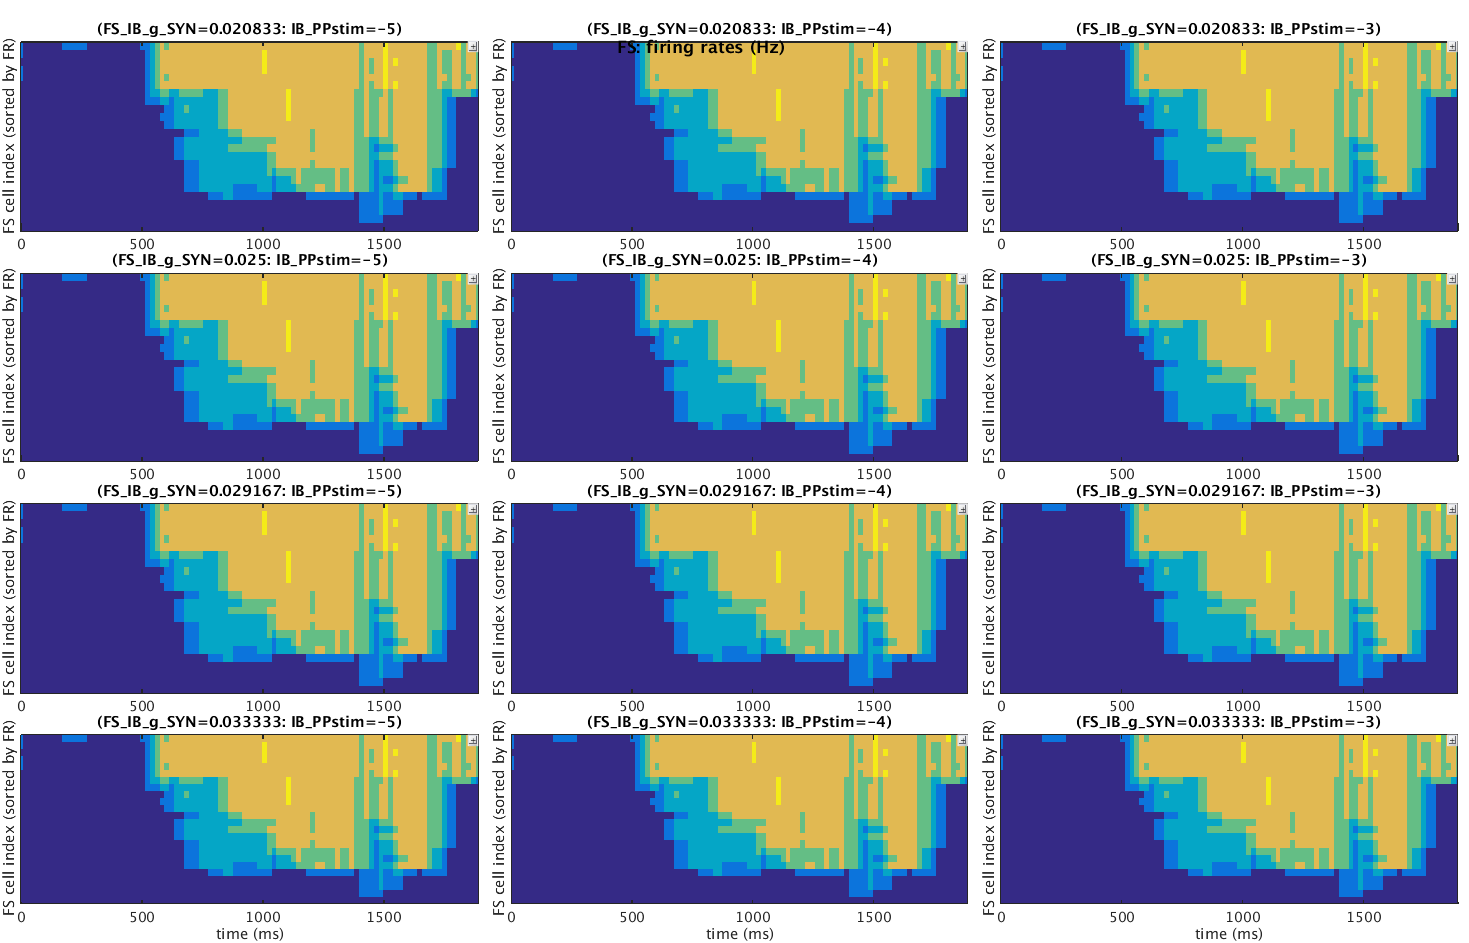 (FS_IB_g_SYN=0.020833: IB_PPstim=−5)
(FS_IB_g_SYN=0.020833: IB_PPstim=−4)
(FS_IB_g_SYN=0.020833: IB_PPstim=−3)
FS: firing rates (Hz)
FS cell index (sorted by FR)
FS cell index (sorted by FR)
FS cell index (sorted by FR)
0 500 1000 1500
0 500 1000 1500
0 500 1000 1500
(FS_IB_g_SYN=0.025: IB_PPstim=−5)
(FS_IB_g_SYN=0.025: IB_PPstim=−4)
(FS_IB_g_SYN=0.025: IB_PPstim=−3)
FS cell index (sorted by FR)
FS cell index (sorted by FR)
FS cell index (sorted by FR)
0 500 1000 1500
0 500 1000 1500
0 500 1000 1500
(FS_IB_g_SYN=0.029167: IB_PPstim=−5)
(FS_IB_g_SYN=0.029167: IB_PPstim=−4)
(FS_IB_g_SYN=0.029167: IB_PPstim=−3)
FS cell index (sorted by FR)
FS cell index (sorted by FR)
FS cell index (sorted by FR)
0 500 1000 1500
0 500 1000 1500
0 500 1000 1500
(FS_IB_g_SYN=0.033333: IB_PPstim=−5)
(FS_IB_g_SYN=0.033333: IB_PPstim=−4)
(FS_IB_g_SYN=0.033333: IB_PPstim=−3)
FS cell index (sorted by FR)
FS cell index (sorted by FR)
FS cell index (sorted by FR)
0 500 1000 1500
0 500 1000 1500
0 500 1000 1500
time (ms)
time (ms)
time (ms)